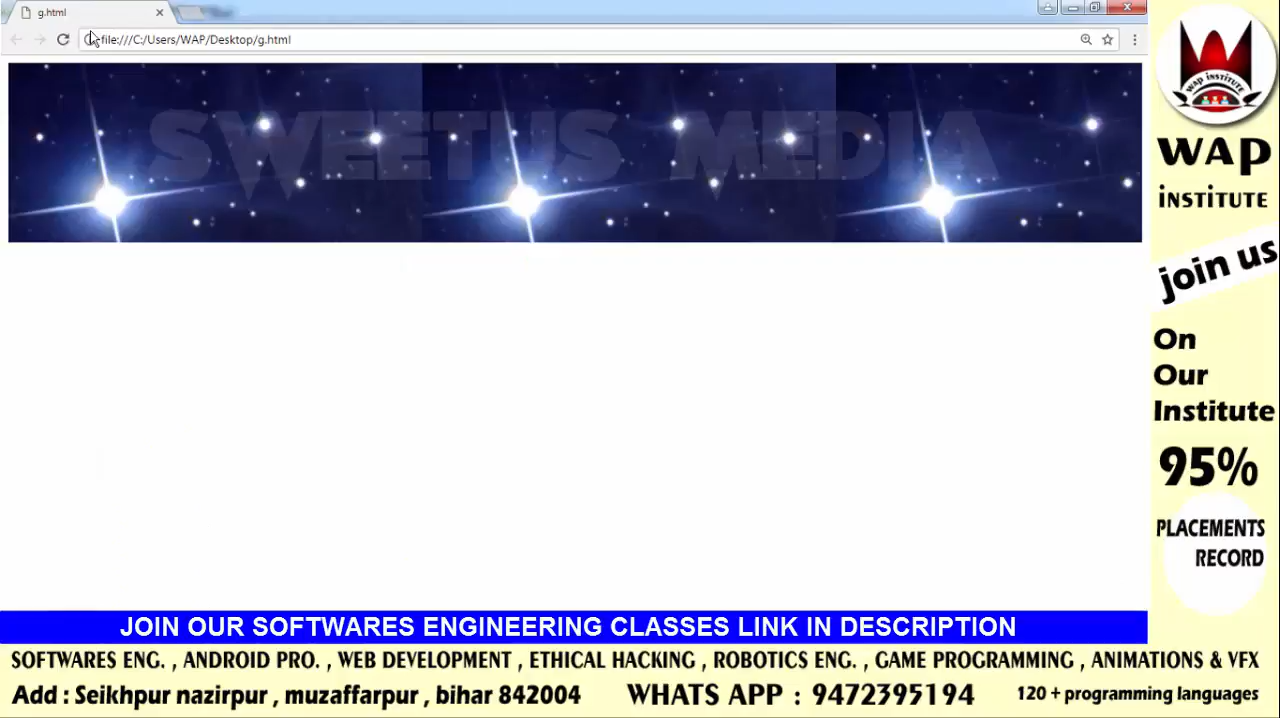 g.html
file:///C:/Users/WAP/Desktop/g.html
SWEETUS MEDIA
wap institute
WAP
institute
join us
On
Our
Institute
95%
PLACEMENTS
RECORD
JOIN OUR SOFTWARES ENGINEERING CLASSES LINK IN DESCRIPTION
SOFTWARES ENG. , ANDROID PRO. , WEB DEVELOPMENT , ETHICAL HACKING , ROBOTICS ENG. , GAME PROGRAMMING , ANIMATIONS & VFX
Add : Seikhpur nazirpur , muzaffarpur , bihar 842004 WHATS APP : 9472395194 120 + programming languages